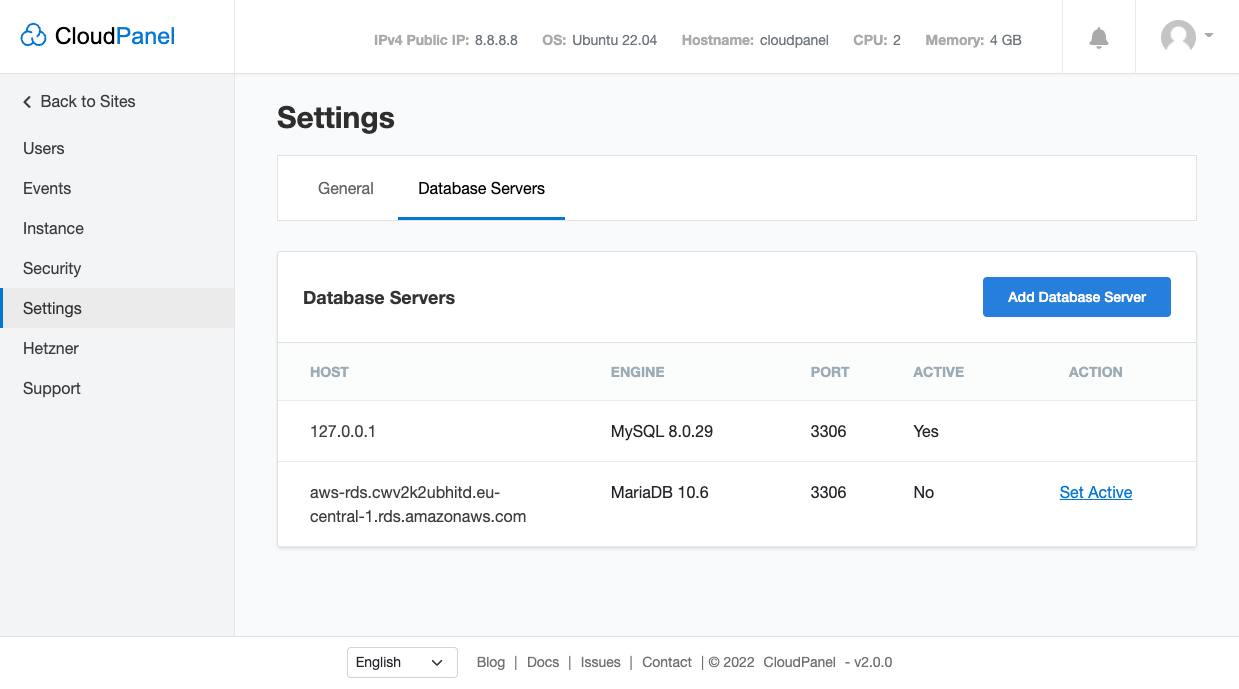 CloudPanel
IPv4 Public IP: 8.8.8.8 OS: Ubuntu 22.04 Hostname: cloudpanel CPU: 2 Memory: 4 GB
Back to Sites
Users
Events
Instance
Security
Settings
Hetzner
Support
Settings
General Database Servers
Database Servers
Add Database Server
HOST ENGINE PORT ACTIVE ACTION
127.0.0.1 MySQL 8.0.29 3306 Yes
aws-rds.cwv2k2ubhitd.eu- MariaDB 10.6 3306 No Set Active
central-1.rds.amazonaws.com
English Blog | Docs | Issues | Contact | © 2022 CloudPanel - v2.0.0